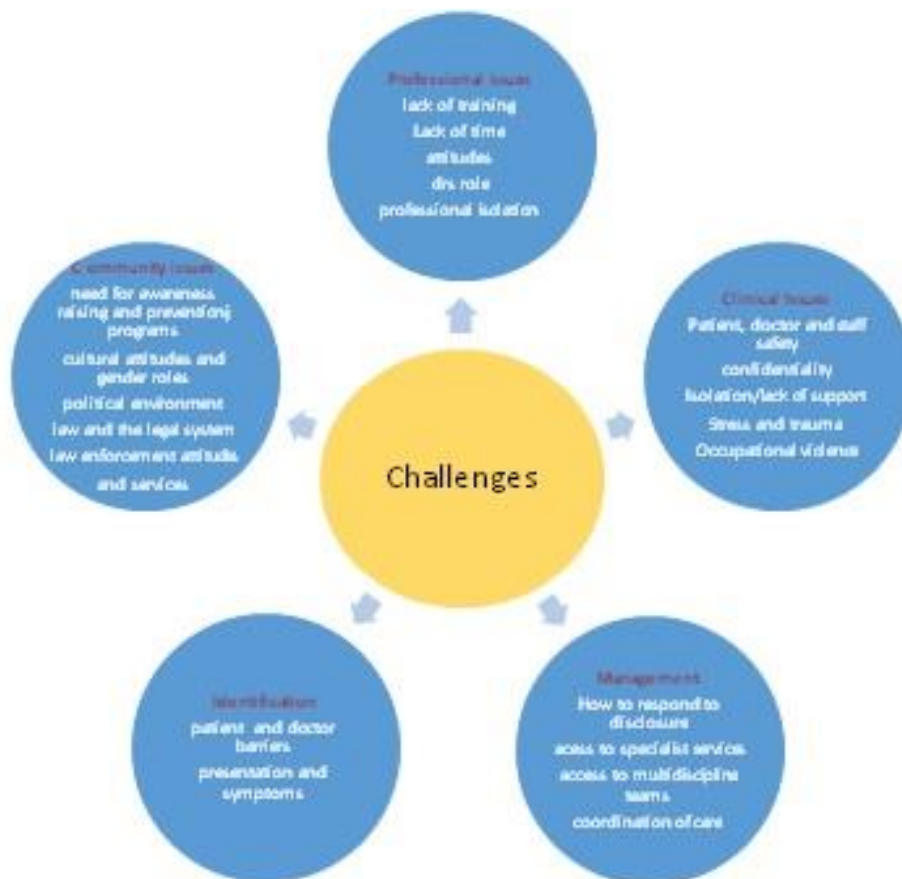 Professional issues
lack of training
Lack of time
attitudes
drs role
professional isolation
Community issues
need for awareness
raising and preventionj
programs
cultural attitudes and
gender roles
political environment
law and the legal system
law enforcement attitudes
and services
Clinical Issues
Patient, doctor and staff
safety
confidentiality
Isolation/lack of support
Stress and trauma
Occupational violence
Challenges
Identification
patient and doctor
barriers
presentation and
symptoms
Management
How to respond to
disclosure
acess to specialist services
access to multidiscipline
teams
coordination of care